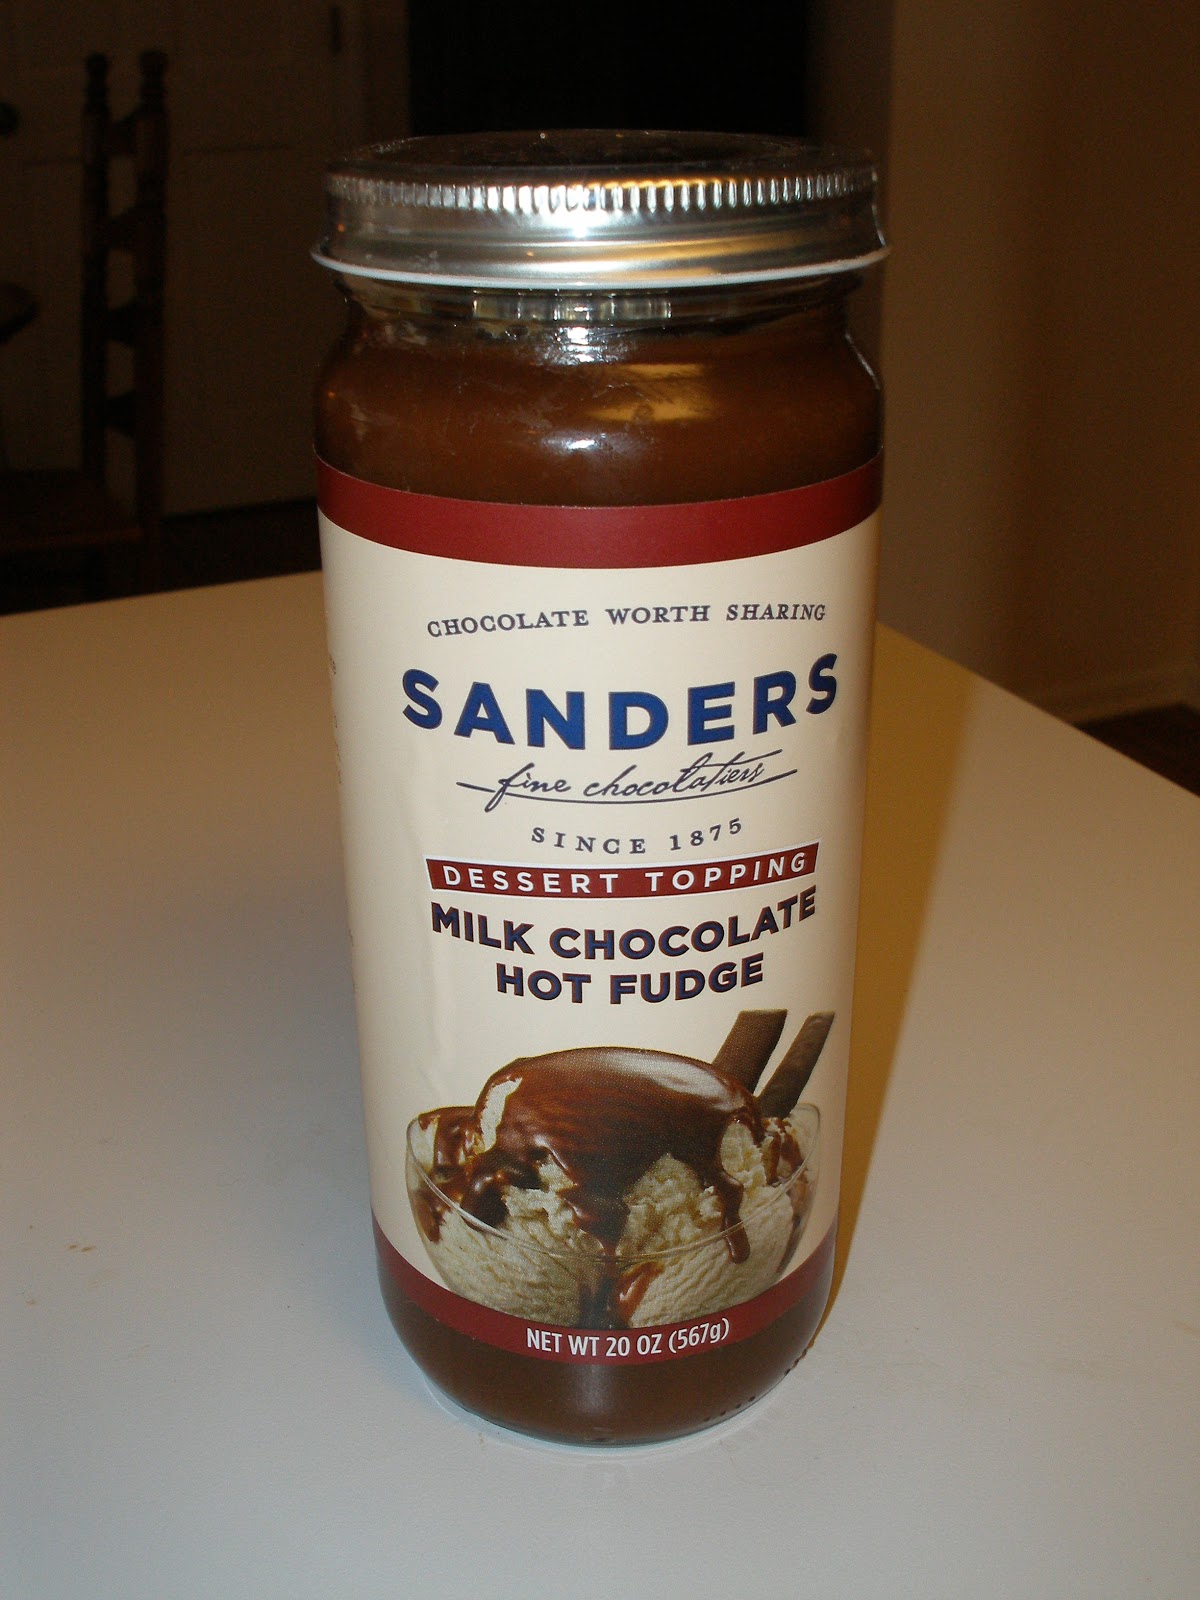 CHOCOLATE WORTH SHARING
SANDERS
fine chocolatiers
SINCE 1875
DESSERT TOPPING
MILK CHOCOLATE
HOT FUDGE
NET WT 20 OZ (567g)